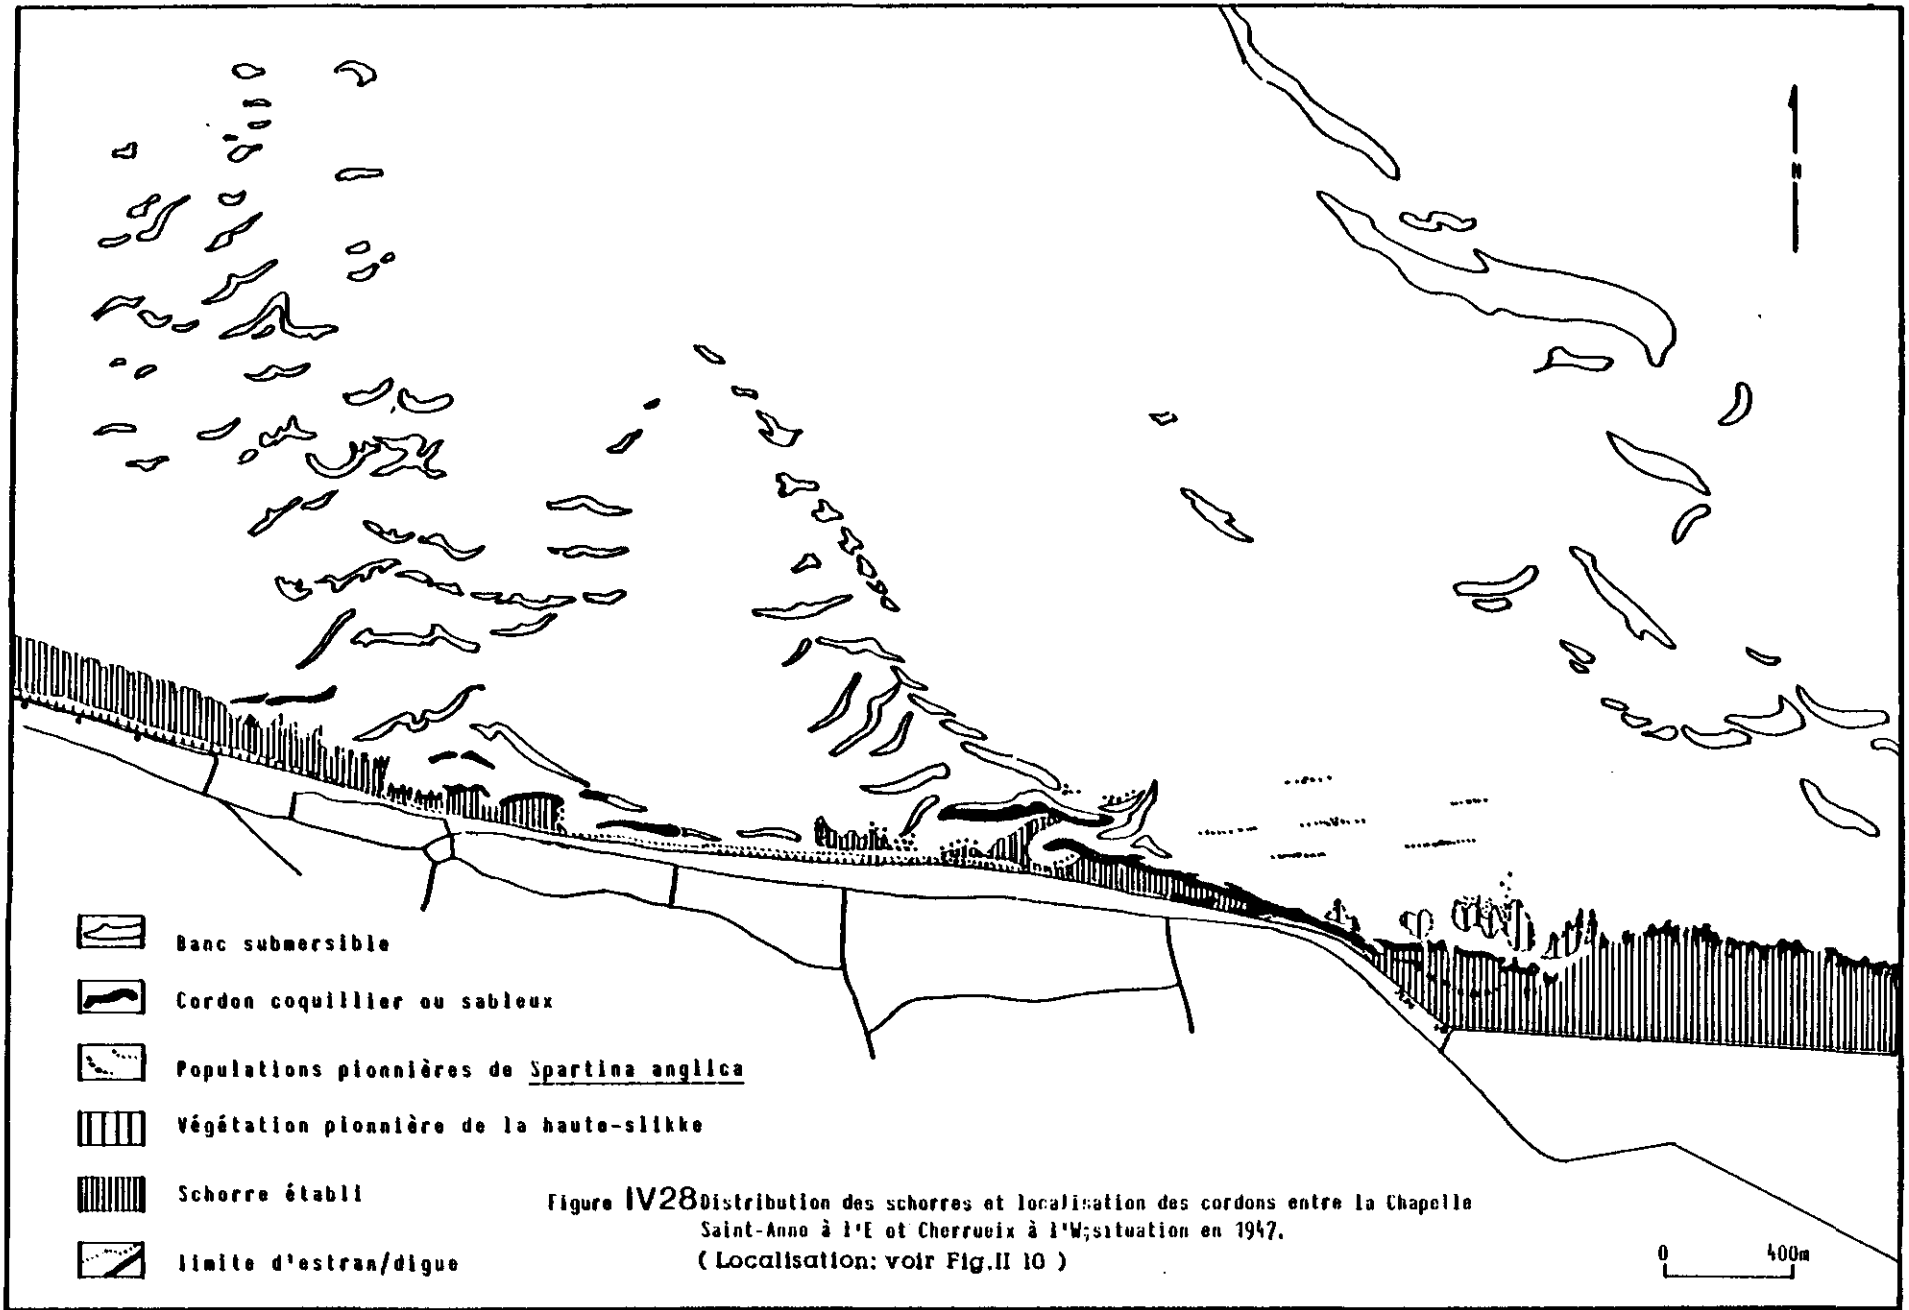 N
Banc submersible
Cordon coquillier ou sableux
Populations pionnières de Spartina anglica
Végétation pionnière de la haute-slikke
Schorre établi
limite d'estran/digue
Figure IV28 Distribution des schorres et localisation des cordons entre la Chapelle
Saint-Anne à l'E et Cherrueix à l'W;situation en 1947.
( Localisation: voir Fig.II 10 )
0 400m